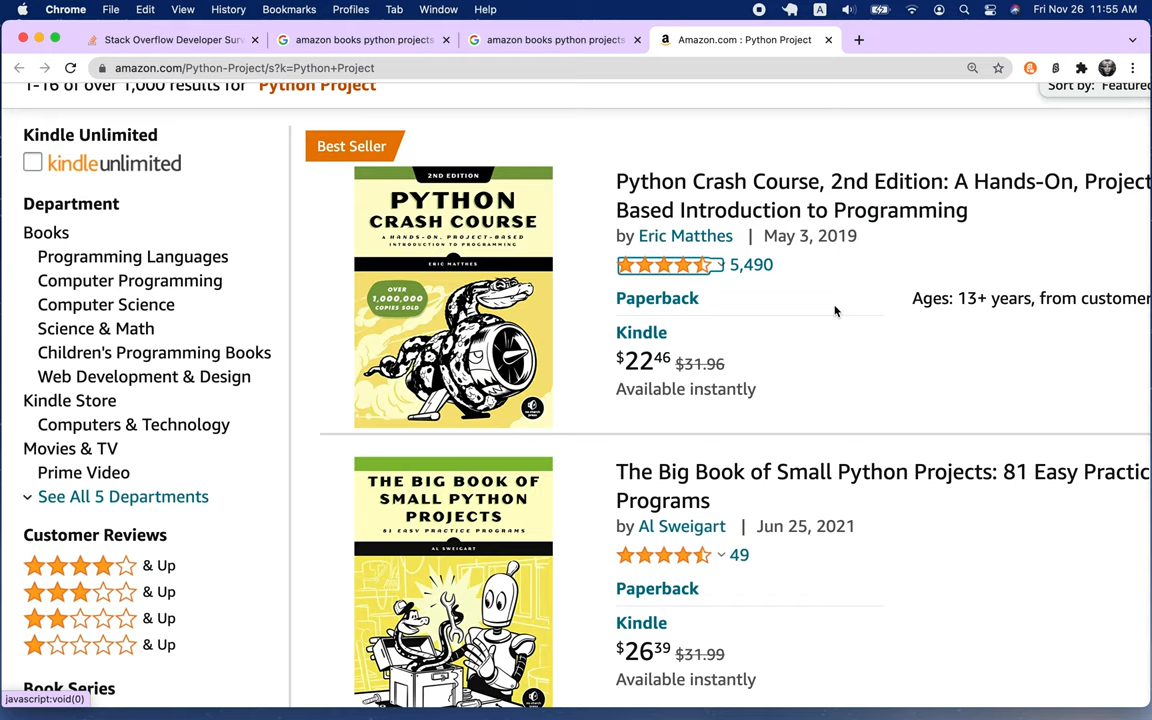 Chrome File Edit View History Bookmarks Profiles Tab Window Help A Fri Nov 26 11:55 AM
Stack Overflow Developer Sur
amazon books python projects
amazon books python projects
Amazon.com : Python Project
amazon.com/Python-Project/s?k=Python+Project
1-16 of over 1,000 results for "Python Project"
Sort by: Featured
Kindle Unlimited
kindleunlimited
Department
Books
Programming Languages
Computer Programming
Computer Science
Science & Math
Children's Programming Books
Web Development & Design
Kindle Store
Computers & Technology
Movies & TV
Prime Video
See All 5 Departments
Customer Reviews
& Up
& Up
& Up
& Up
Book Series
javascript:void(0)
Best Seller
2ND EDITION
PYTHON
CRASH COURSE
A HANDS-ON, PROJECT-BASED
INTRODUCTION TO PROGRAMMING
ERIC MATTHES
OVER
1,000,000
COPIES SOLD
Python Crash Course, 2nd Edition: A Hands-On, Project
Based Introduction to Programming
by Eric Matthes | May 3, 2019
5,490
Paperback
Ages: 13+ years, from customer
Kindle
$22.46 $31.96
Available instantly
THE BIG BOOK OF
SMALL PYTHON
PROJECTS
81 EASY PRACTICE PROGRAMS
AL SWEIGART
The Big Book of Small Python Projects: 81 Easy Practic
Programs
by Al Sweigart | Jun 25, 2021
49
Paperback
Kindle
$26.39 $31.99
Available instantly